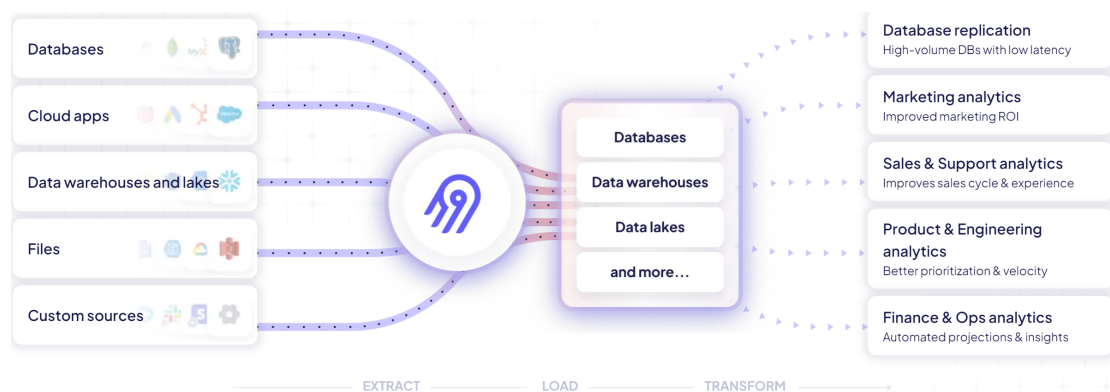 Databases
MySQL
Cloud apps
Data warehouses and lakes
Files
Custom sources
Databases
Data warehouses
Data lakes
and more...
Database replication
High-volume DBs with low latency
Marketing analytics
Improved marketing ROI
Sales & Support analytics
Improves sales cycle & experience
Product & Engineering
analytics
Better prioritization & velocity
Finance & Ops analytics
Automated projections & insights
EXTRACT
LOAD
TRANSFORM